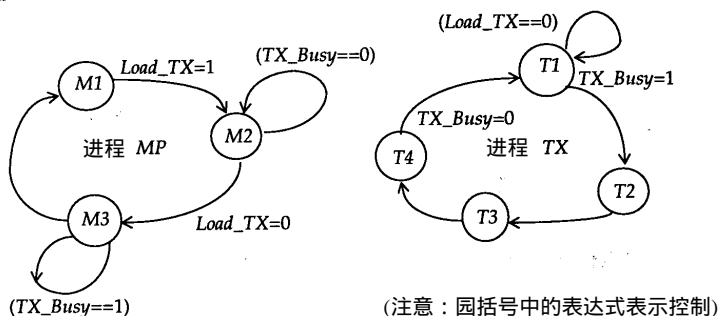 (Load_TX==0)
Load_TX=1
(TX_Busy==0)
M1
T1
TX_Busy=1
TX_Busy=0
M2
进程 MP
进程 TX
T4
T2
M3
T3
Load_TX=0
(TX_Busy==1)
(注意：园括号中的表达式表示控制)